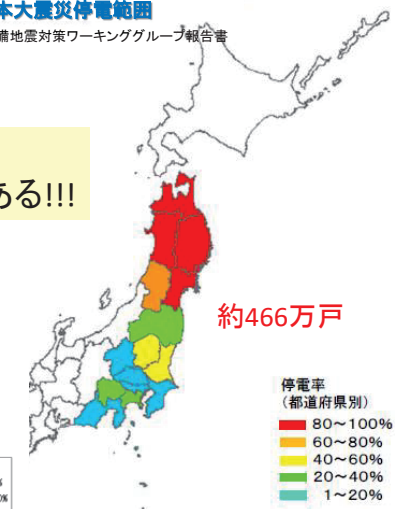 本大震災停電範囲
備地震対策ワーキンググループ報告書
ある!!!
約466万戸
停電率
(都道府県別)
80～100%
60～80%
40～60%
20～40%
1～20%